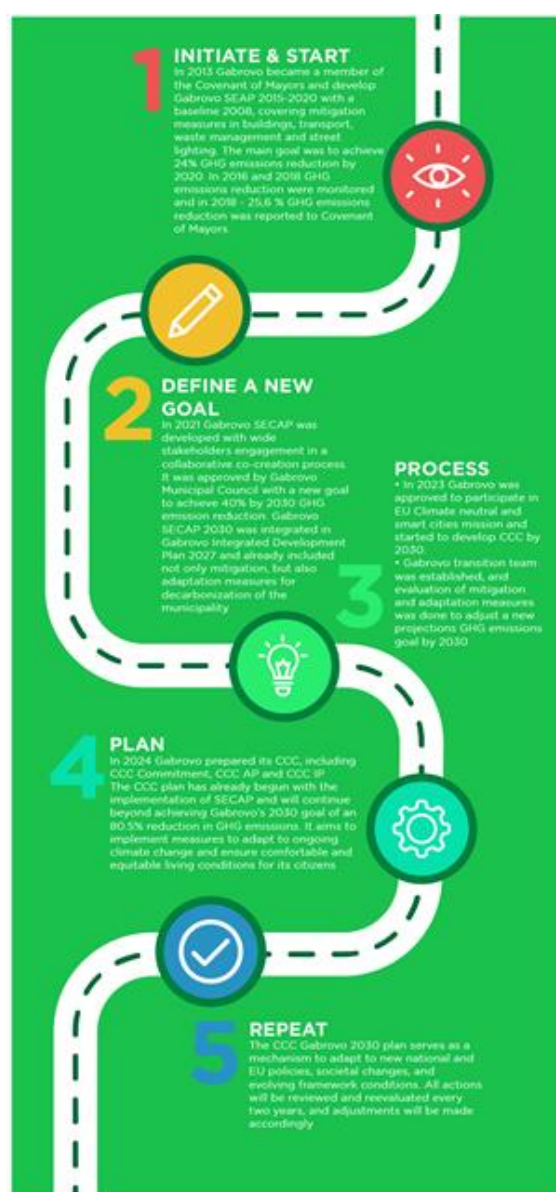 1
INITIATE & START
In 2013 Gabrovo became a member of
the Covenant of Mayors and develop
Gabrovo SEAP 2015-2020 with a
baseline 2008, covering mitigation
measures in buildings, transport,
waste management and street
lighting. The main goal was to achieve
24% GHG emissions reduction by
2020. In 2016 and 2018 GHG
emissions reduction were monitored
and in 2018 - 25,6 % GHG emissions
reduction was reported to Covenant
of Mayors
2
DEFINE A NEW
GOAL
In 2021 Gabrovo SECAP was
developed with wide
stakeholders engagement in a
collaborative co-creation process.
It was approved by Gabrovo
Municipal Council with a new goal
to achieve 40% by 2030 GHG
emission reduction. Gabrovo
SECAP 2030 was integrated in
Gabrovo Integrated Development
Plan 2027 and already included
not only mitigation, but also
adaptation measures for
decarbonization of the
municipality
3
PROCESS
• In 2023 Gabrovo was
approved to participate in
EU Climate neutral and
smart cities mission and
started to develop CCC by
2030.
• Gabrovo transition team
was established, and
evaluation of mitigation
and adaptation measures
was done to adjust a new
projections GHG emissions
goal by 2030
4
PLAN
In 2024 Gabrovo prepared its CCC, including
CCC Commitment, CCC AP and CCC IP
The CCC plan has already begun with the
implementation of SECAP and will continue
beyond achieving Gabrovo's 2030 goal of an
80.5% reduction in GHG emissions. It aims to
implement measures to adapt to ongoing
climate change and ensure comfortable and
equitable living conditions for its citizens
5
REPEAT
The CCC Gabrovo 2030 plan serves as a
mechanism to adapt to new national and
EU policies, societal changes, and
evolving framework conditions. All actions
will be reviewed and reevaluated every
two years, and adjustments will be made
accordingly